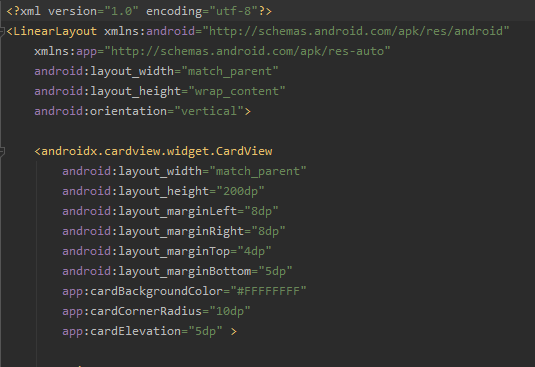 <?xml version="1.0" encoding="utf-8"?>
<LinearLayout xmlns:android="http://schemas.android.com/apk/res/android"
    xmlns:app="http://schemas.android.com/apk/res-auto"
    android:layout_width="match_parent"
    android:layout_height="wrap_content"
    android:orientation="vertical">

    <androidx.cardview.widget.CardView
        android:layout_width="match_parent"
        android:layout_height="200dp"
        android:layout_marginLeft="8dp"
        android:layout_marginRight="8dp"
        android:layout_marginTop="4dp"
        android:layout_marginBottom="5dp"
        app:cardBackgroundColor="#FFFFFFFF"
        app:cardCornerRadius="10dp"
        app:cardElevation="5dp" >